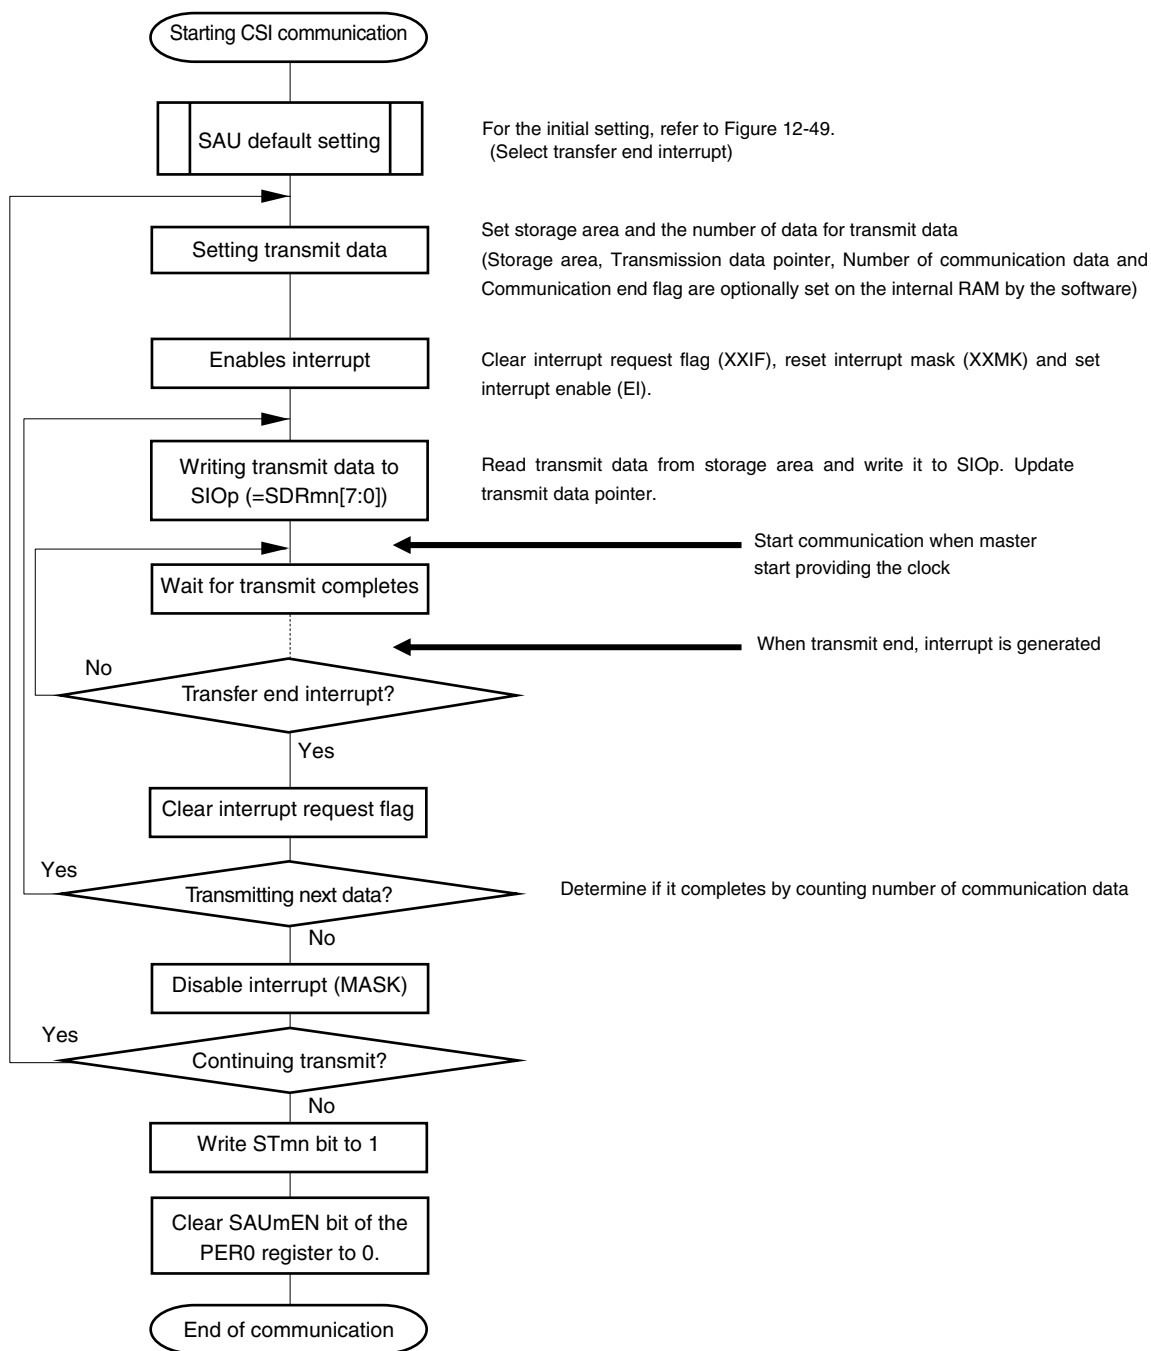 Starting CSI communication
SAU default setting
For the initial setting, refer to Figure 12-49.
(Select transfer end interrupt)
Setting transmit data
Set storage area and the number of data for transmit data
(Storage area, Transmission data pointer, Number of communication data and
Communication end flag are optionally set on the internal RAM by the software)
Enables interrupt
Clear interrupt request flag (XXIF), reset interrupt mask (XXMK) and set
interrupt enable (EI).
Writing transmit data to
SIOp (=SDRmn[7:0])
Read transmit data from storage area and write it to SIOp. Update
transmit data pointer.
Start communication when master
start providing the clock
Wait for transmit completes
When transmit end, interrupt is generated
No
Transfer end interrupt?
Yes
Clear interrupt request flag
Yes
Transmitting next data?
Determine if it completes by counting number of communication data
No
Disable interrupt (MASK)
Yes
Continuing transmit?
No
Write STmn bit to 1
Clear SAUmEN bit of the
PER0 register to 0.
End of communication